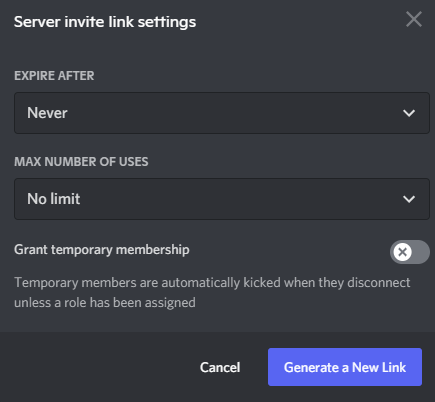 Server invite link settings
EXPIRE AFTER
Never
MAX NUMBER OF USES
No limit
Grant temporary membership
Temporary members are automatically kicked when they disconnect
unless a role has been assigned
Cancel
Generate a New Link